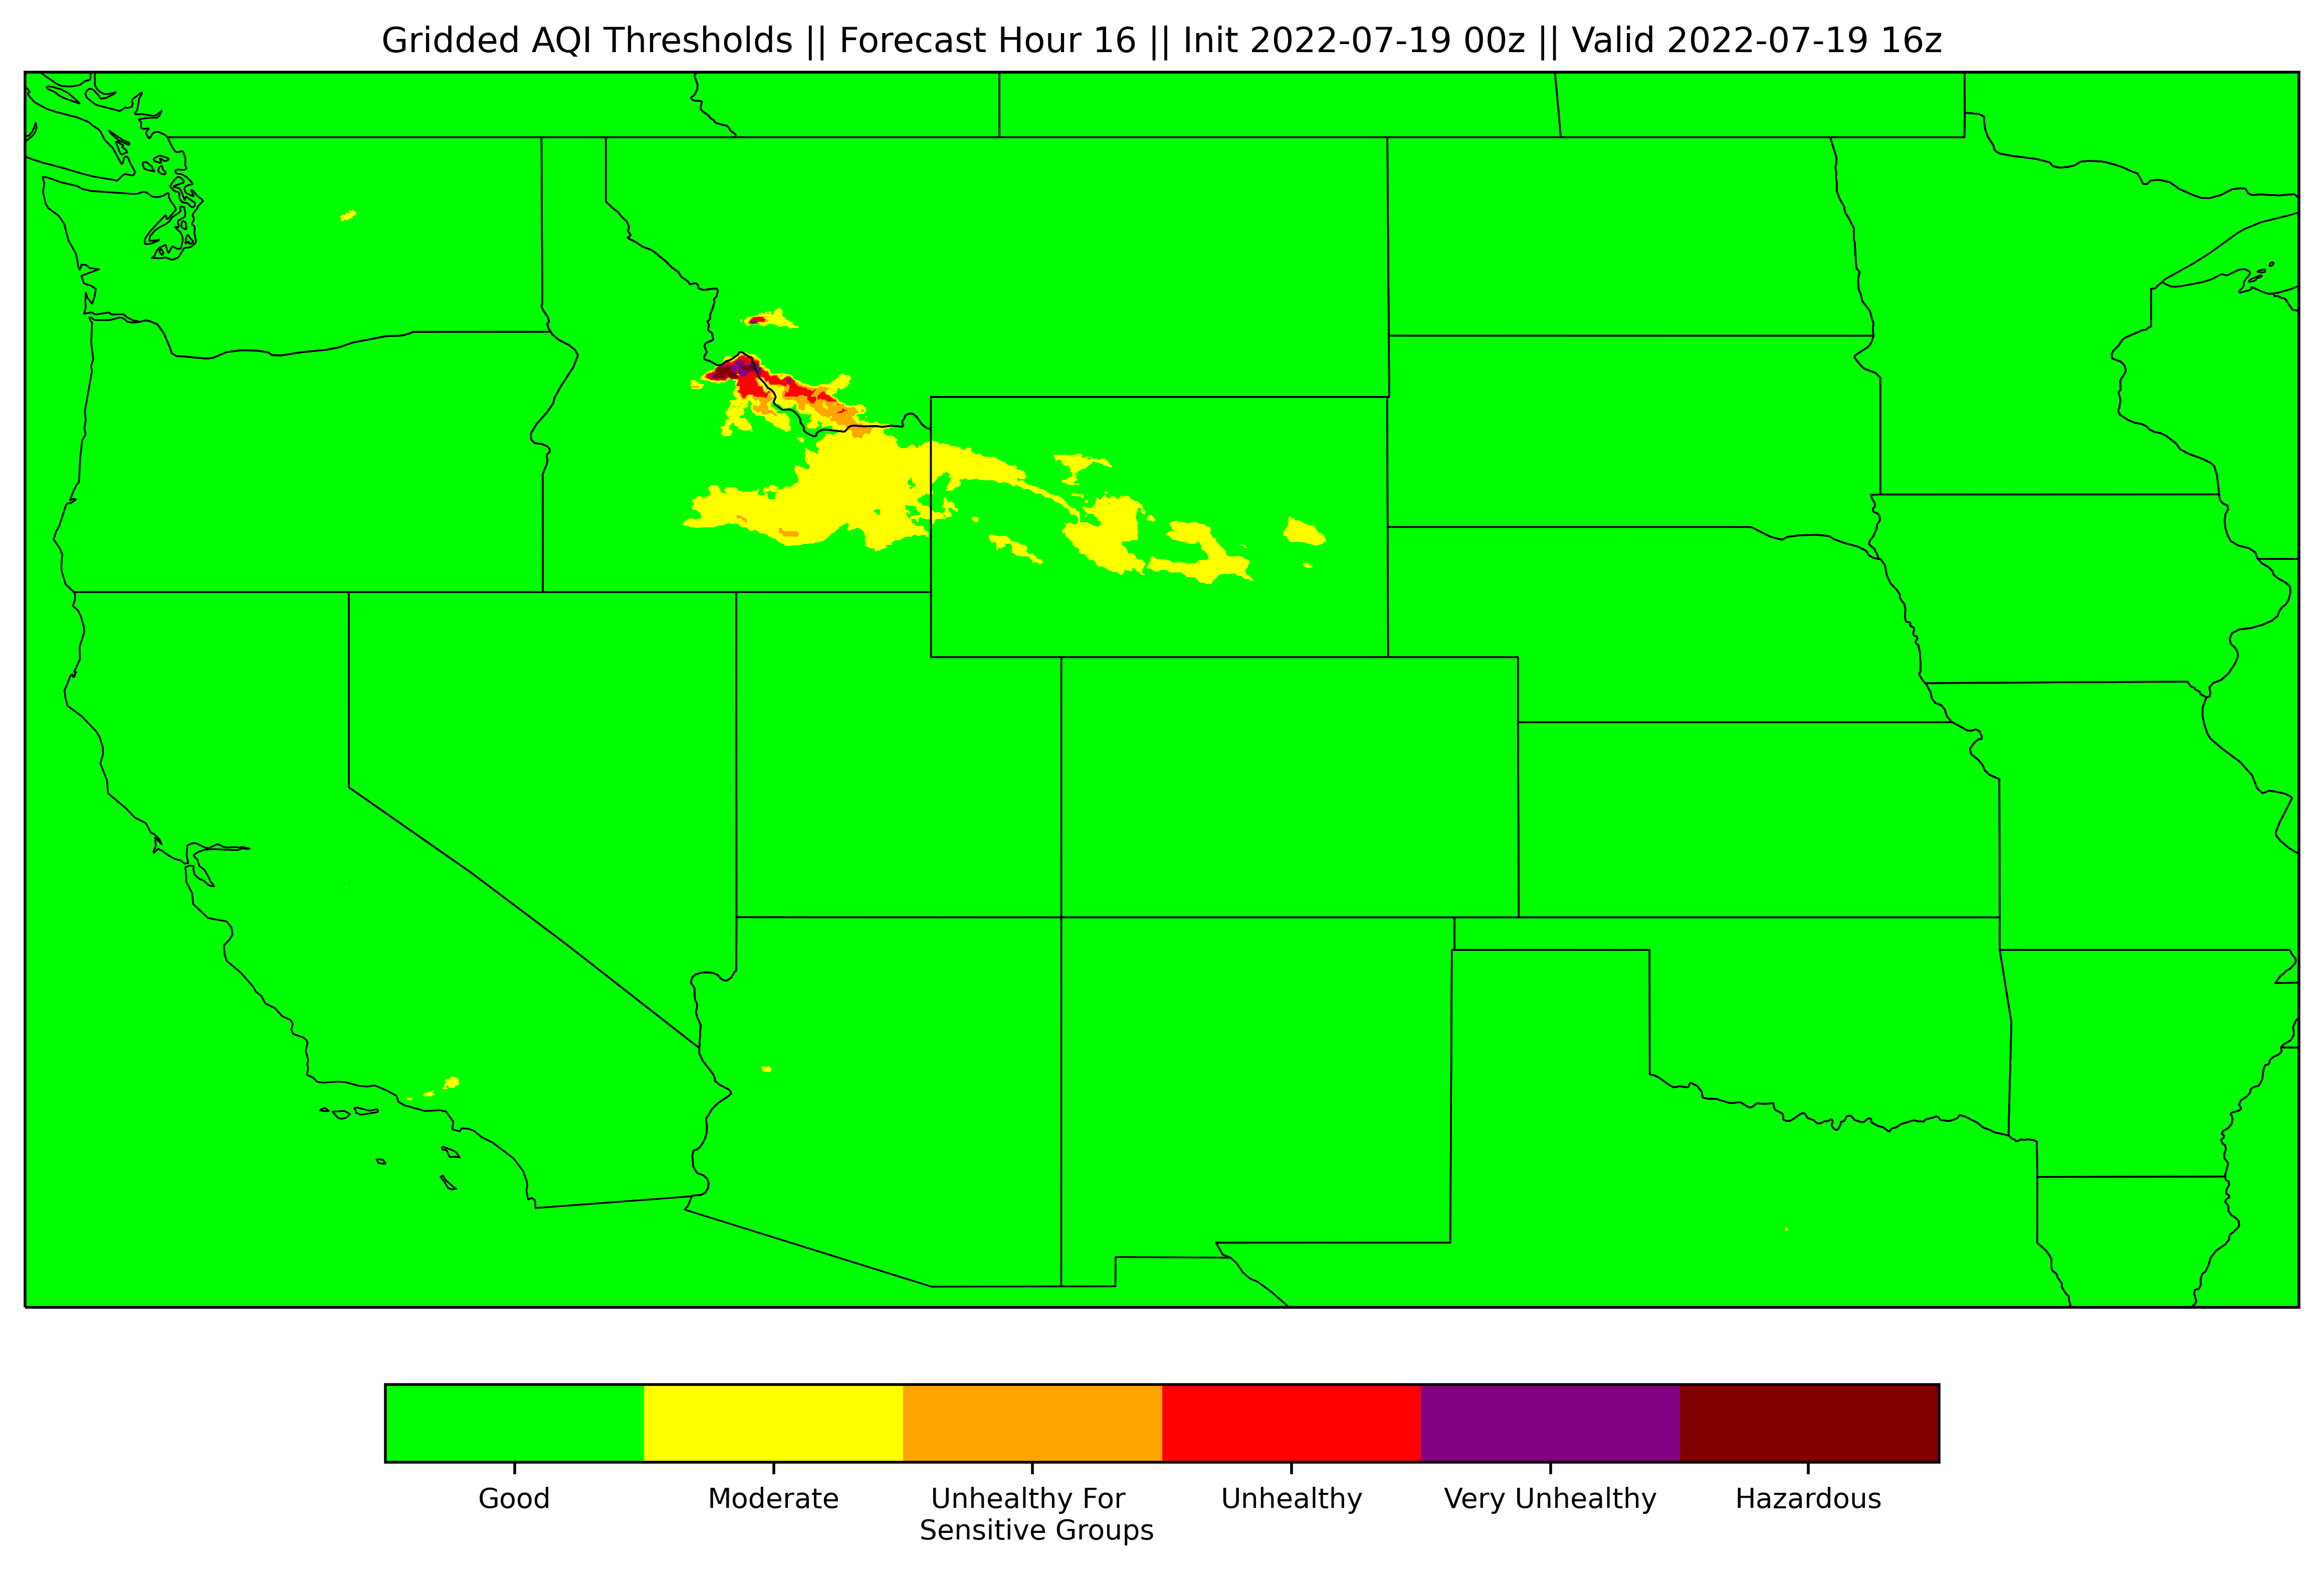 Gridded AQI Thresholds || Forecast Hour 16 || Init 2022-07-19 00z || Valid 2022-07-19 16z
Good
Moderate
Unhealthy For
Sensitive Groups
Unhealthy
Very Unhealthy
Hazardous